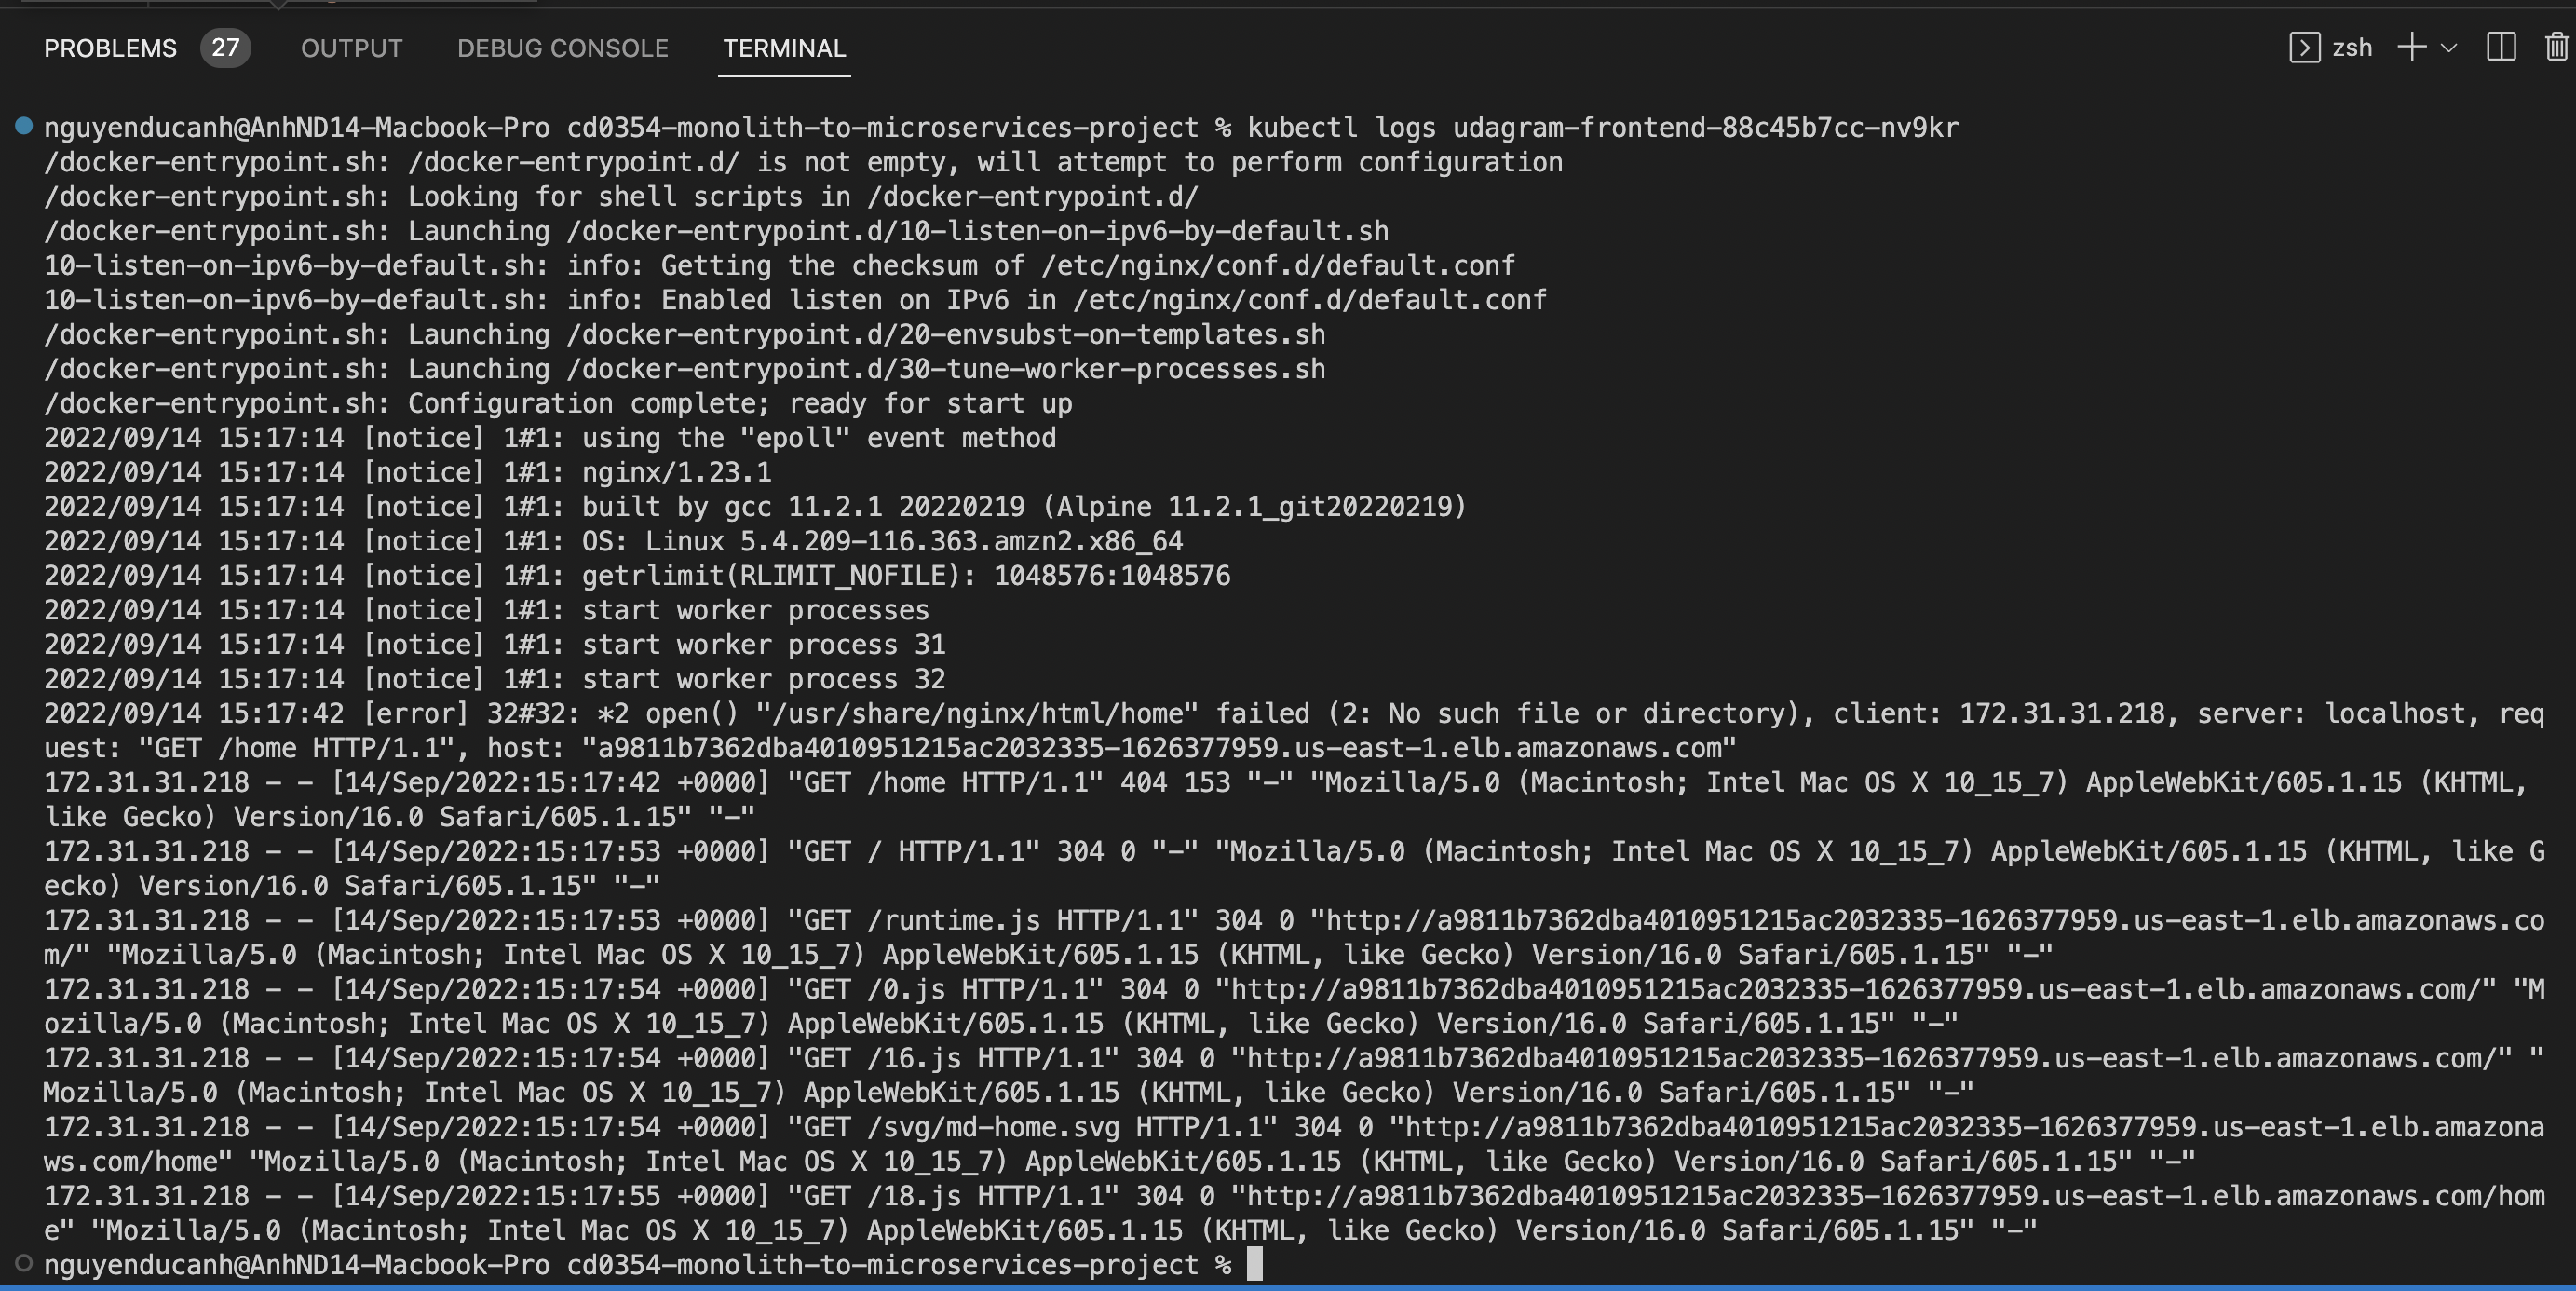 PROBLEMS 27 OUTPUT DEBUG CONSOLE TERMINAL zsh
nguyenducanh@AnhND14-Macbook-Pro cd0354-monolith-to-microservices-project % kubectl logs udagram-frontend-88c45b7cc-nv9kr
/docker-entrypoint.sh: /docker-entrypoint.d/ is not empty, will attempt to perform configuration
/docker-entrypoint.sh: Looking for shell scripts in /docker-entrypoint.d/
/docker-entrypoint.sh: Launching /docker-entrypoint.d/10-listen-on-ipv6-by-default.sh
10-listen-on-ipv6-by-default.sh: info: Getting the checksum of /etc/nginx/conf.d/default.conf
10-listen-on-ipv6-by-default.sh: info: Enabled listen on IPv6 in /etc/nginx/conf.d/default.conf
/docker-entrypoint.sh: Launching /docker-entrypoint.d/20-envsubst-on-templates.sh
/docker-entrypoint.sh: Launching /docker-entrypoint.d/30-tune-worker-processes.sh
/docker-entrypoint.sh: Configuration complete; ready for start up
2022/09/14 15:17:14 [notice] 1#1: using the "epoll" event method
2022/09/14 15:17:14 [notice] 1#1: nginx/1.23.1
2022/09/14 15:17:14 [notice] 1#1: built by gcc 11.2.1 20220219 (Alpine 11.2.1_git20220219)
2022/09/14 15:17:14 [notice] 1#1: OS: Linux 5.4.209-116.363.amzn2.x86_64
2022/09/14 15:17:14 [notice] 1#1: getrlimit(RLIMIT_NOFILE): 1048576:1048576
2022/09/14 15:17:14 [notice] 1#1: start worker processes
2022/09/14 15:17:14 [notice] 1#1: start worker process 31
2022/09/14 15:17:14 [notice] 1#1: start worker process 32
2022/09/14 15:17:42 [error] 32#32: *2 open() "/usr/share/nginx/html/home" failed (2: No such file or directory), client: 172.31.31.218, server: localhost, req
uest: "GET /home HTTP/1.1", host: "a9811b7362dba4010951215ac2032335-1626377959.us-east-1.elb.amazonaws.com"
172.31.31.218 - - [14/Sep/2022:15:17:42 +0000] "GET /home HTTP/1.1" 404 153 "-" "Mozilla/5.0 (Macintosh; Intel Mac OS X 10_15_7) AppleWebKit/605.1.15 (KHTML,
like Gecko) Version/16.0 Safari/605.1.15" "-"
172.31.31.218 - - [14/Sep/2022:15:17:53 +0000] "GET / HTTP/1.1" 304 0 "-" "Mozilla/5.0 (Macintosh; Intel Mac OS X 10_15_7) AppleWebKit/605.1.15 (KHTML, like G
ecko) Version/16.0 Safari/605.1.15" "-"
172.31.31.218 - - [14/Sep/2022:15:17:53 +0000] "GET /runtime.js HTTP/1.1" 304 0 "http://a9811b7362dba4010951215ac2032335-1626377959.us-east-1.elb.amazonaws.co
m/" "Mozilla/5.0 (Macintosh; Intel Mac OS X 10_15_7) AppleWebKit/605.1.15 (KHTML, like Gecko) Version/16.0 Safari/605.1.15" "-"
172.31.31.218 - - [14/Sep/2022:15:17:54 +0000] "GET /0.js HTTP/1.1" 304 0 "http://a9811b7362dba4010951215ac2032335-1626377959.us-east-1.elb.amazonaws.com/" "M
ozilla/5.0 (Macintosh; Intel Mac OS X 10_15_7) AppleWebKit/605.1.15 (KHTML, like Gecko) Version/16.0 Safari/605.1.15" "-"
172.31.31.218 - - [14/Sep/2022:15:17:54 +0000] "GET /16.js HTTP/1.1" 304 0 "http://a9811b7362dba4010951215ac2032335-1626377959.us-east-1.elb.amazonaws.com/" "
Mozilla/5.0 (Macintosh; Intel Mac OS X 10_15_7) AppleWebKit/605.1.15 (KHTML, like Gecko) Version/16.0 Safari/605.1.15" "-"
172.31.31.218 - - [14/Sep/2022:15:17:54 +0000] "GET /svg/md-home.svg HTTP/1.1" 304 0 "http://a9811b7362dba4010951215ac2032335-1626377959.us-east-1.elb.amazona
ws.com/home" "Mozilla/5.0 (Macintosh; Intel Mac OS X 10_15_7) AppleWebKit/605.1.15 (KHTML, like Gecko) Version/16.0 Safari/605.1.15" "-"
172.31.31.218 - - [14/Sep/2022:15:17:55 +0000] "GET /18.js HTTP/1.1" 304 0 "http://a9811b7362dba4010951215ac2032335-1626377959.us-east-1.elb.amazonaws.com/hom
e" "Mozilla/5.0 (Macintosh; Intel Mac OS X 10_15_7) AppleWebKit/605.1.15 (KHTML, like Gecko) Version/16.0 Safari/605.1.15" "-"
nguyenducanh@AnhND14-Macbook-Pro cd0354-monolith-to-microservices-project %